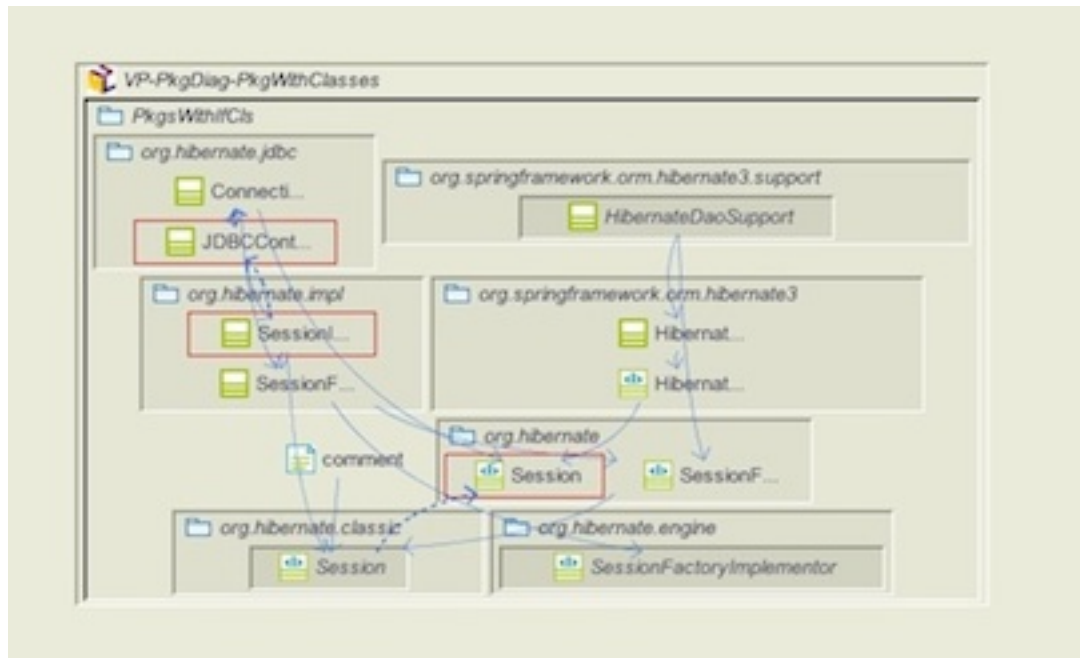 VP-PkgDiag-PkgWithClasses
PkgsWithIfCls
org.hibernate.jdbc
Connecti...
JDBCCont...
org.springframework.orm.hibernate3.support
HibernateDaoSupport
org.hibernate.impl
SessionI...
SessionF...
org.springframework.orm.hibernate3
Hibernat...
Hibernat...
comment
org.hibernate
Session
SessionF...
org.hibernate.classic
Session
org.hibernate.engine
SessionFactoryImplementor